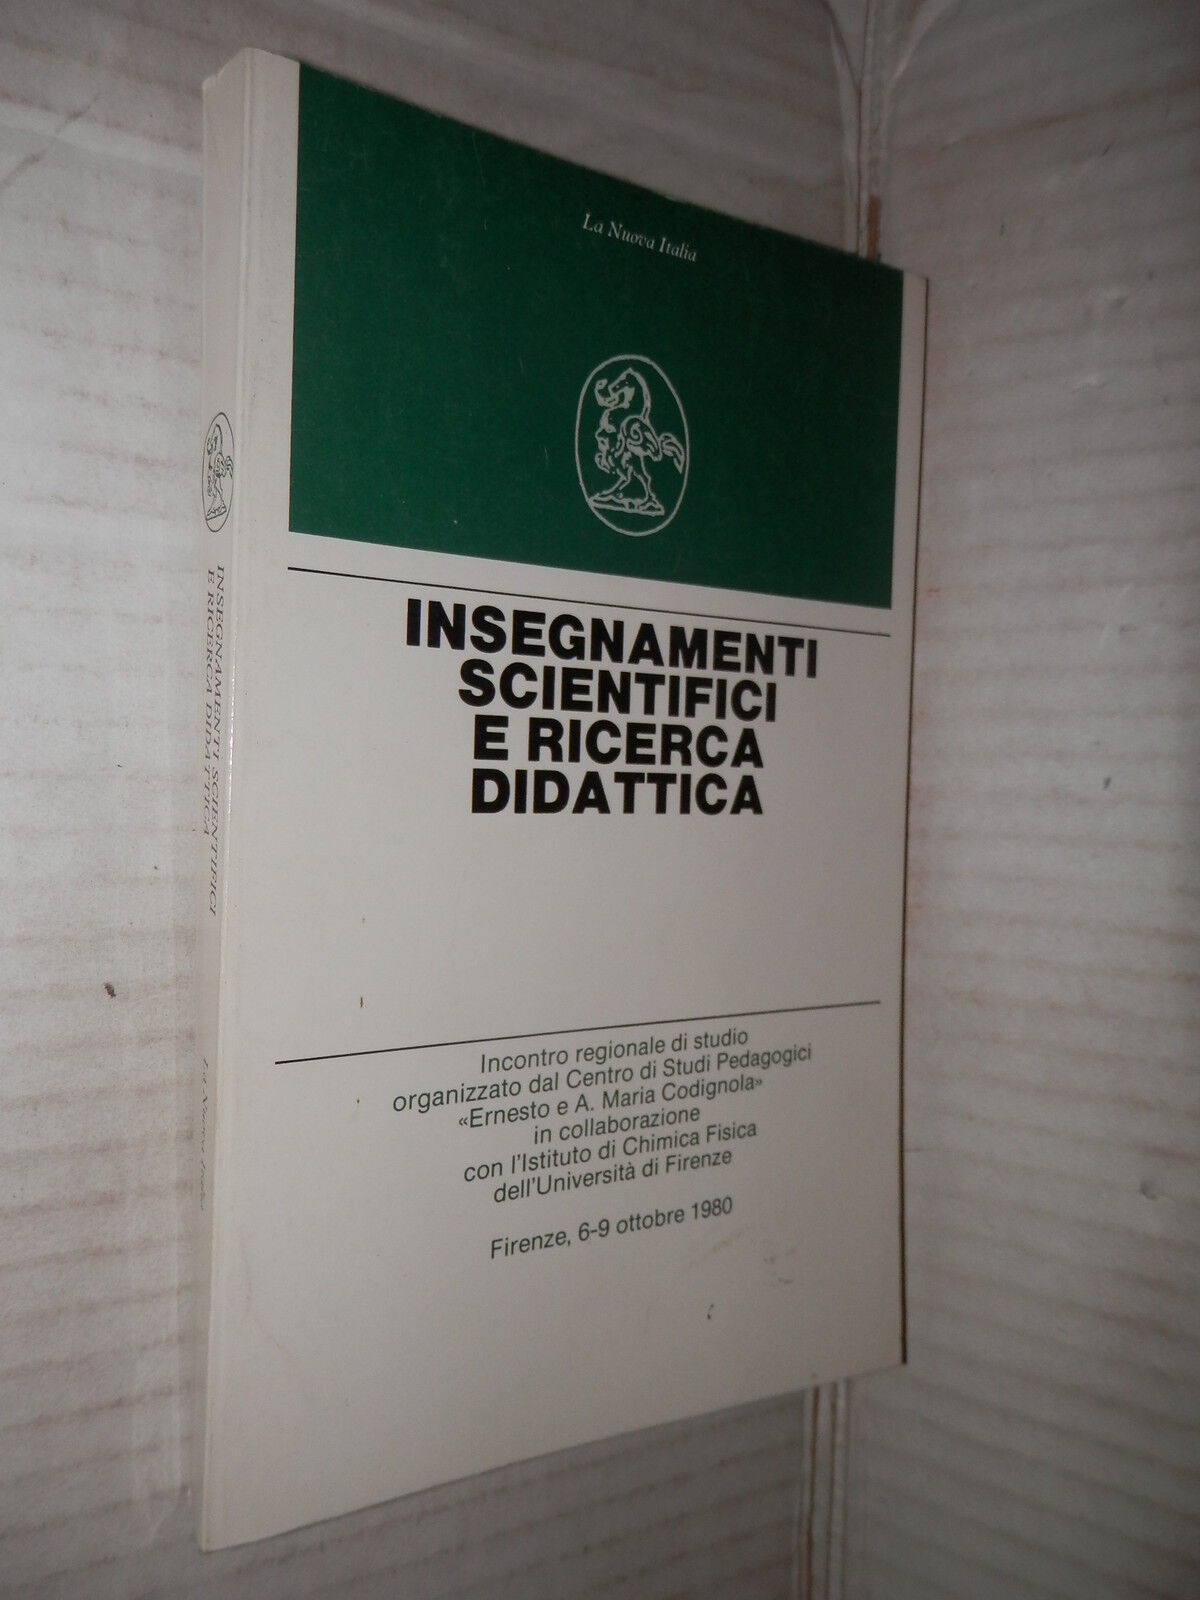 La Nuova Italia
INSEGNAMENTI
SCIENTIFICI
E RICERCA
DIDATTICA
Incontro regionale di studio
organizzato dal Centro di Studi Pedagogici
«Ernesto e A. Maria Codignola»
in collaborazione
con l'Istituto di Chimica Fisica
dell'Università di Firenze
Firenze, 6-9 ottobre 1980
INSEGNAMENTI SCIENTIFICI
E RICERCA DIDATTICA
La Nuova Italia